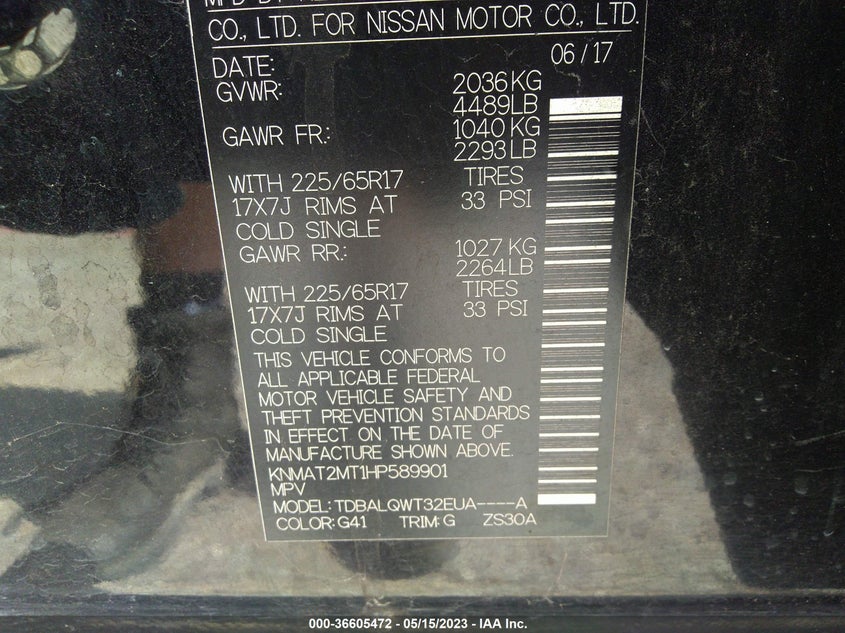 MFD BY
CO., LTD. FOR NISSAN MOTOR CO., LTD.
DATE: 06/17
GVWR: 2036KG
4489LB
GAWR FR.: 1040KG
2293LB
WITH 225/65R17 TIRES
17X7J RIMS AT 33 PSI
COLD SINGLE
GAWR RR.: 1027KG
2264LB
WITH 225/65R17 TIRES
17X7J RIMS AT 33 PSI
COLD SINGLE
THIS VEHICLE CONFORMS TO
ALL APPLICABLE FEDERAL
MOTOR VEHICLE SAFETY AND
THEFT PREVENTION STANDARDS
IN EFFECT ON THE DATE OF
MANUFACTURE SHOWN ABOVE.
KNMAT2MT1HP589901
MPV
MODEL: TDBALQWT32EUA----A
COLOR: G41 TRIM: G ZS30A
000-36605472 - 05/15/2023 - IAA Inc.